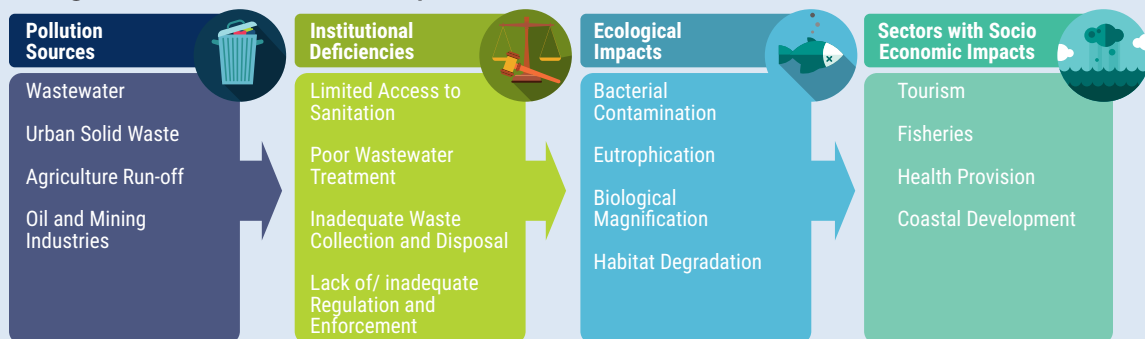 Pollution
Sources
Wastewater
Urban Solid Waste
Agriculture Run-off
Oil and Mining
Industries
Institutional
Deficiencies
Limited Access to
Sanitation
Poor Wastewater
Treatment
Inadequate Waste
Collection and Disposal
Lack of/ inadequate
Regulation and
Enforcement
Ecological
Impacts
Bacterial
Contamination
Eutrophication
Biological
Magnification
Habitat Degradation
Sectors with Socio
Economic Impacts
Tourism
Fisheries
Health Provision
Coastal Development